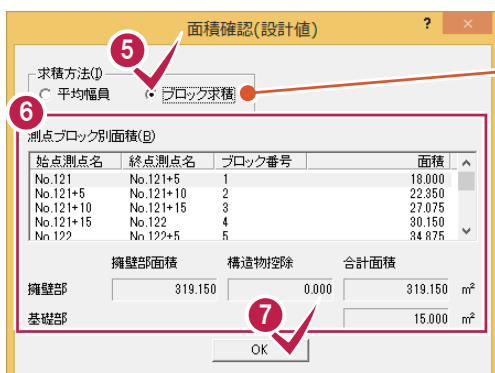 面積確認(設計値) ? ×
5
求積方法(I)
平均幅員 ブロック求積
6
測点ブロック別面積(B)
始点測点名 終点測点名 ブロック番号 面積
No.121 No.121+5 1 18.000
No.121+5 No.121+10 2 22.350
No.121+10 No.121+15 3 27.075
No.121+15 No.122 4 30.150
No.122 No.122+5 5 34.875
擁壁部面積 構造物控除 合計面積
擁壁部 319.150 0.000 319.150 m²
基礎部 15.000 m²
7
OK